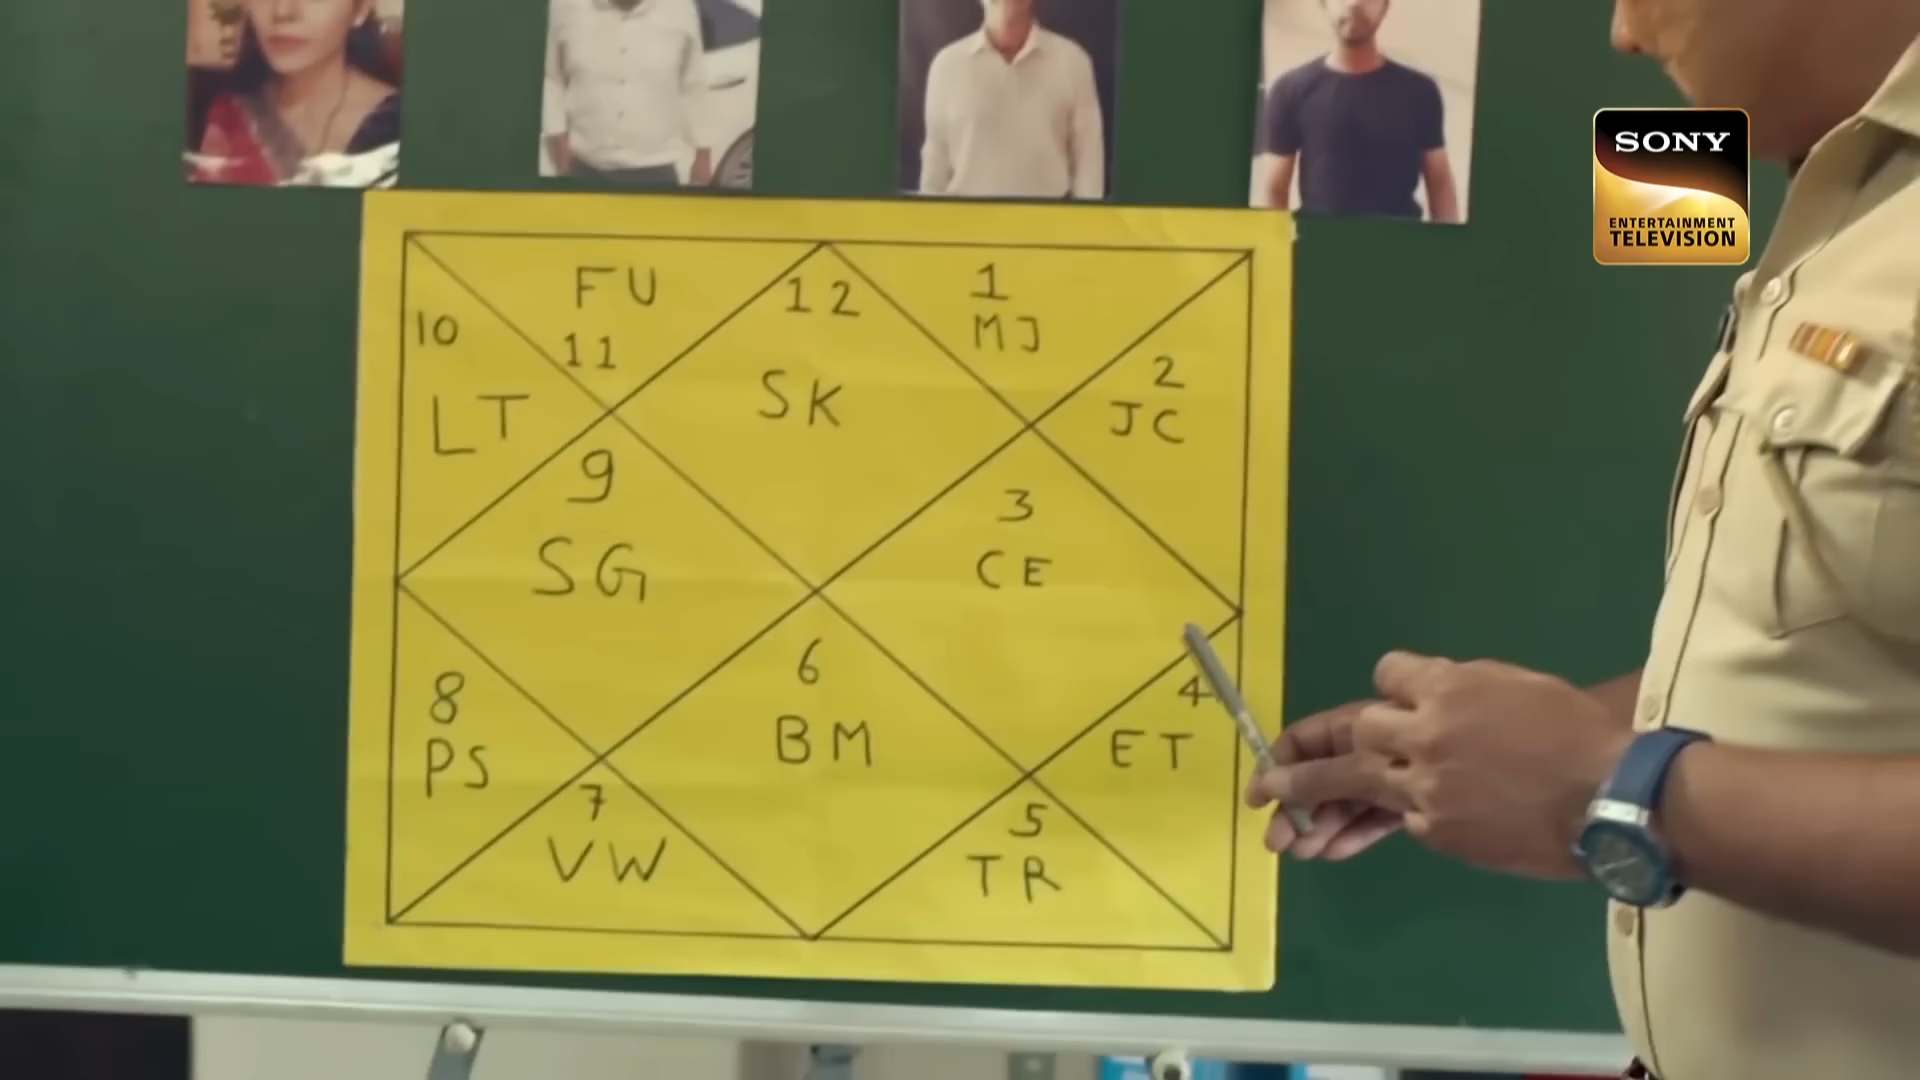 FU
11
12
SK
1
MJ
10
LT
2
JC
9
SG
3
CE
8
PS
6
BM
4
ET
7
VW
5
TR
SONY
ENTERTAINMENT
TELEVISION